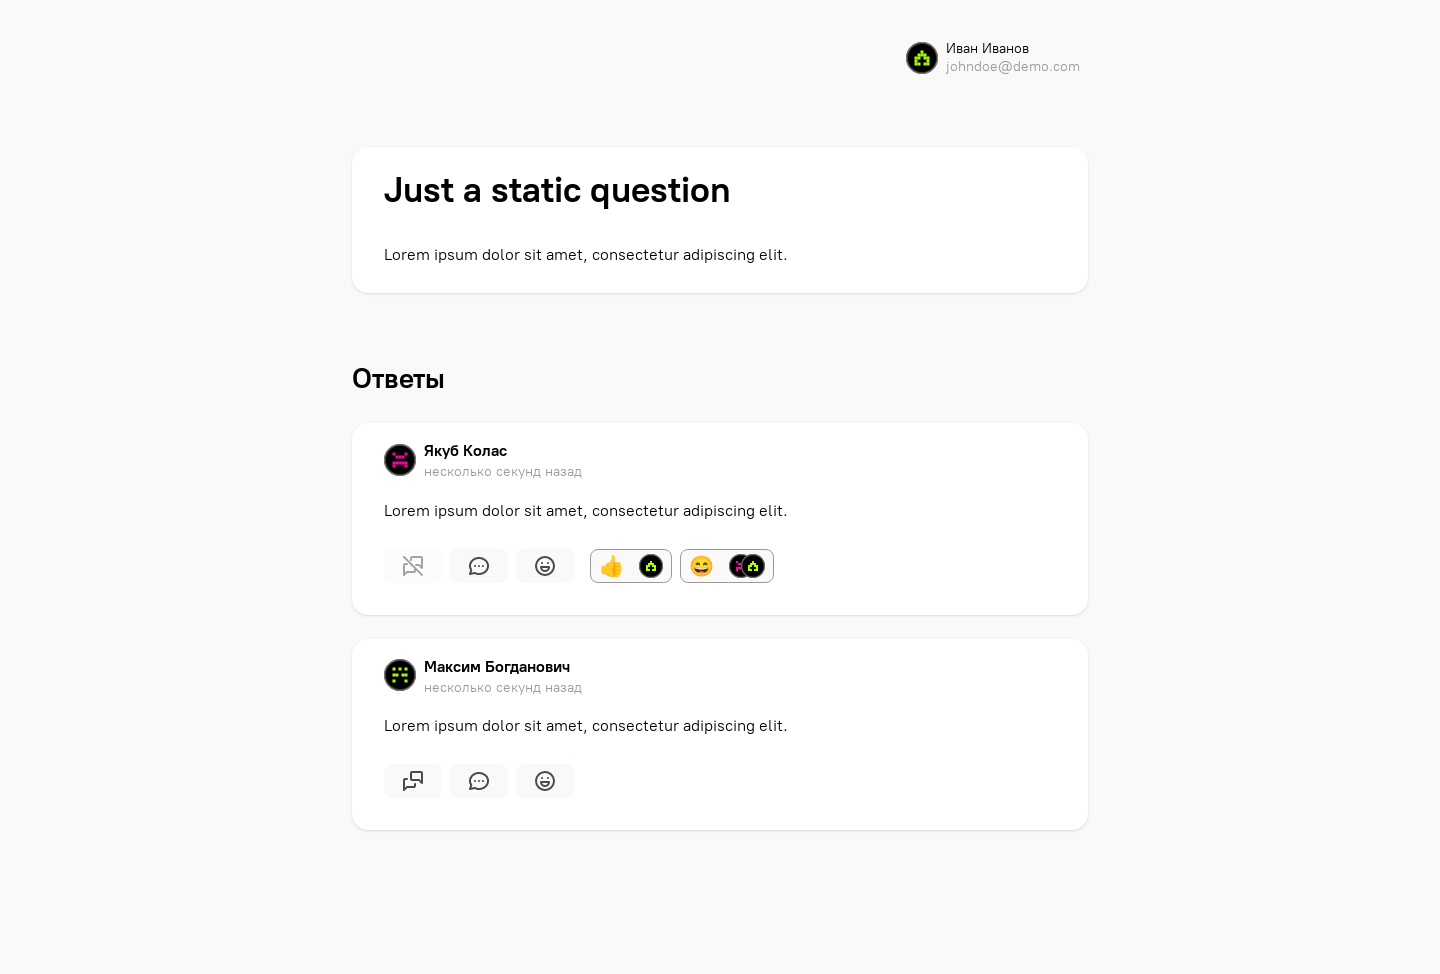 Иван Иванов
johndoe@demo.com
Just a static question
Lorem ipsum dolor sit amet, consectetur adipiscing elit.
Ответы
Якуб Колас
несколько секунд назад
Lorem ipsum dolor sit amet, consectetur adipiscing elit.
Максим Богданович
несколько секунд назад
Lorem ipsum dolor sit amet, consectetur adipiscing elit.